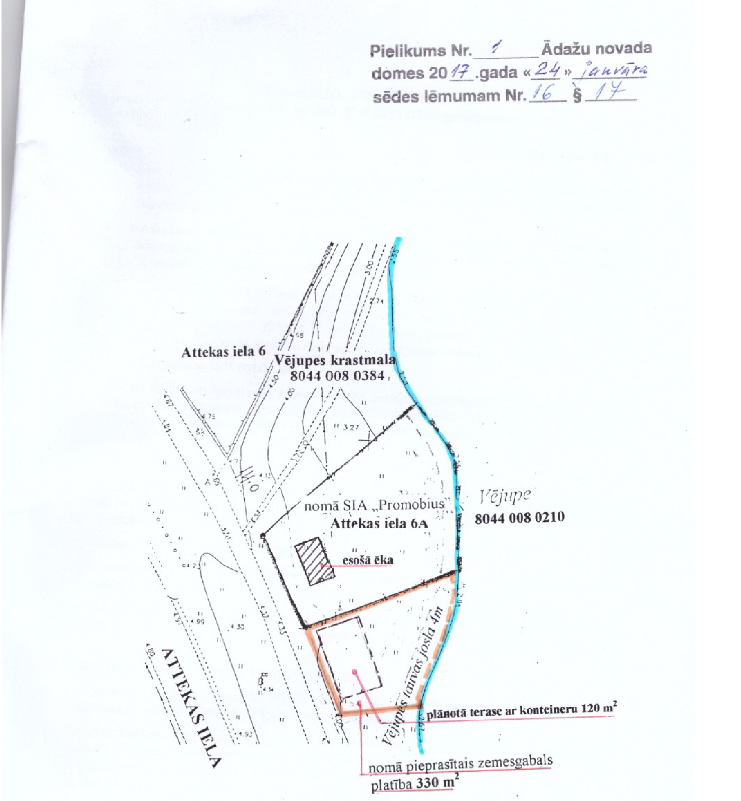 Pielikums Nr. 1 Ādažu novada
domes 2017.gada «24» janvāra
sēdes lēmumam Nr. 16 § 17
Attekas iela 6
Vējupes krastmala
8044 008 0384
3.27
nomā SIA „Promobius"
Attekas iela 6A
Vējupe
8044 008 0210
esošā ēka
Vējupes tauvas josla 4m
ATTEKAS IELA
plānotā terase ar konteineru 120 m²
nomā pieprasītais zemesgabals
platība 330 m²